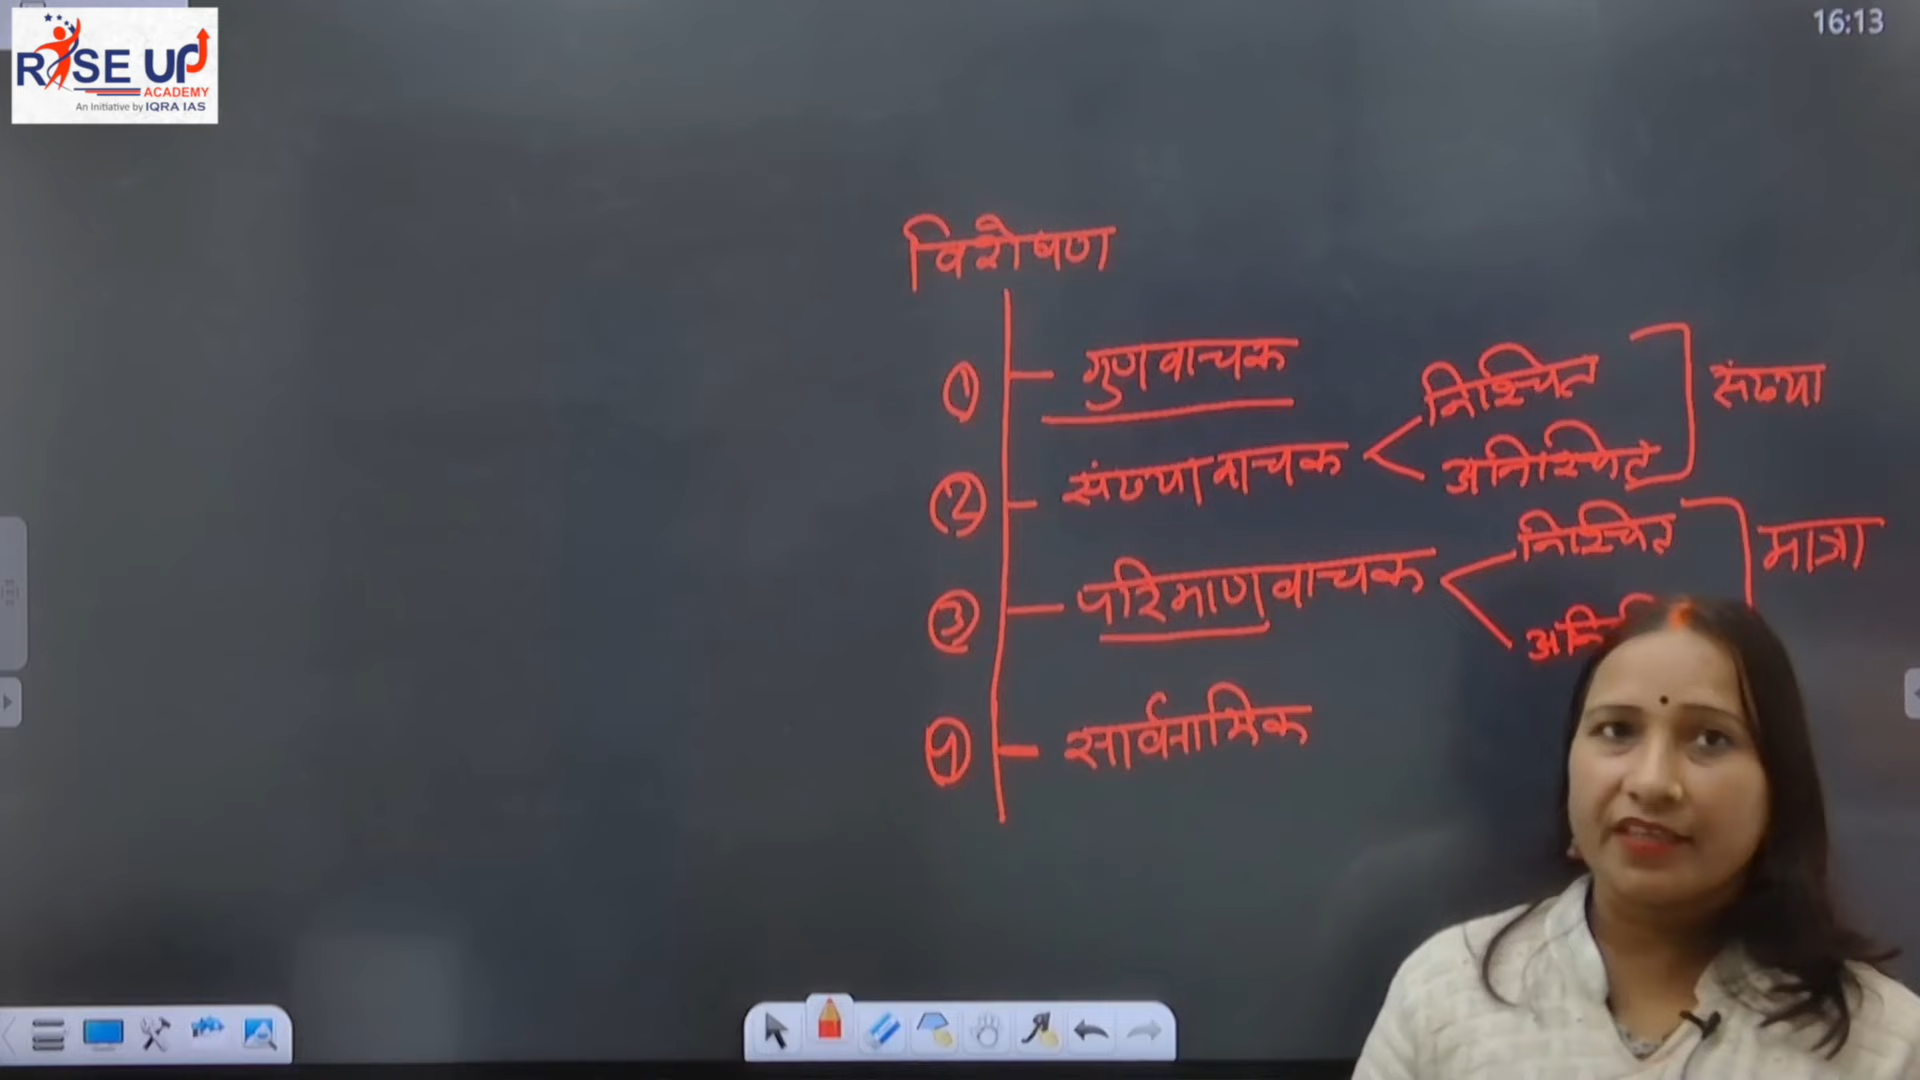 RISE UP
ACADEMY
An Initiative by IQRA IAS
16:13
विशेषण
① गुणवाचक
② संख्यावाचक
निश्चित
अनिश्चित
संख्या
③ परिमाणवाचक
निश्चित
मात्रा
④ सार्वनामिक